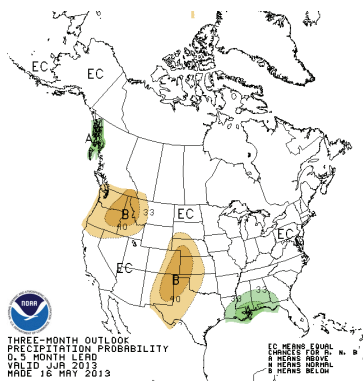 EC
EC
A
33
B
EC
40
EC
EC
B
40
33
33
NOAA
THREE-MONTH OUTLOOK
PRECIPITATION PROBABILITY
0.5 MONTH LEAD
VALID JJA 2013
MADE 16 MAY 2013
EC MEANS EQUAL
CHANCES FOR A, N, B
A MEANS ABOVE
N MEANS NORMAL
B MEANS BELOW